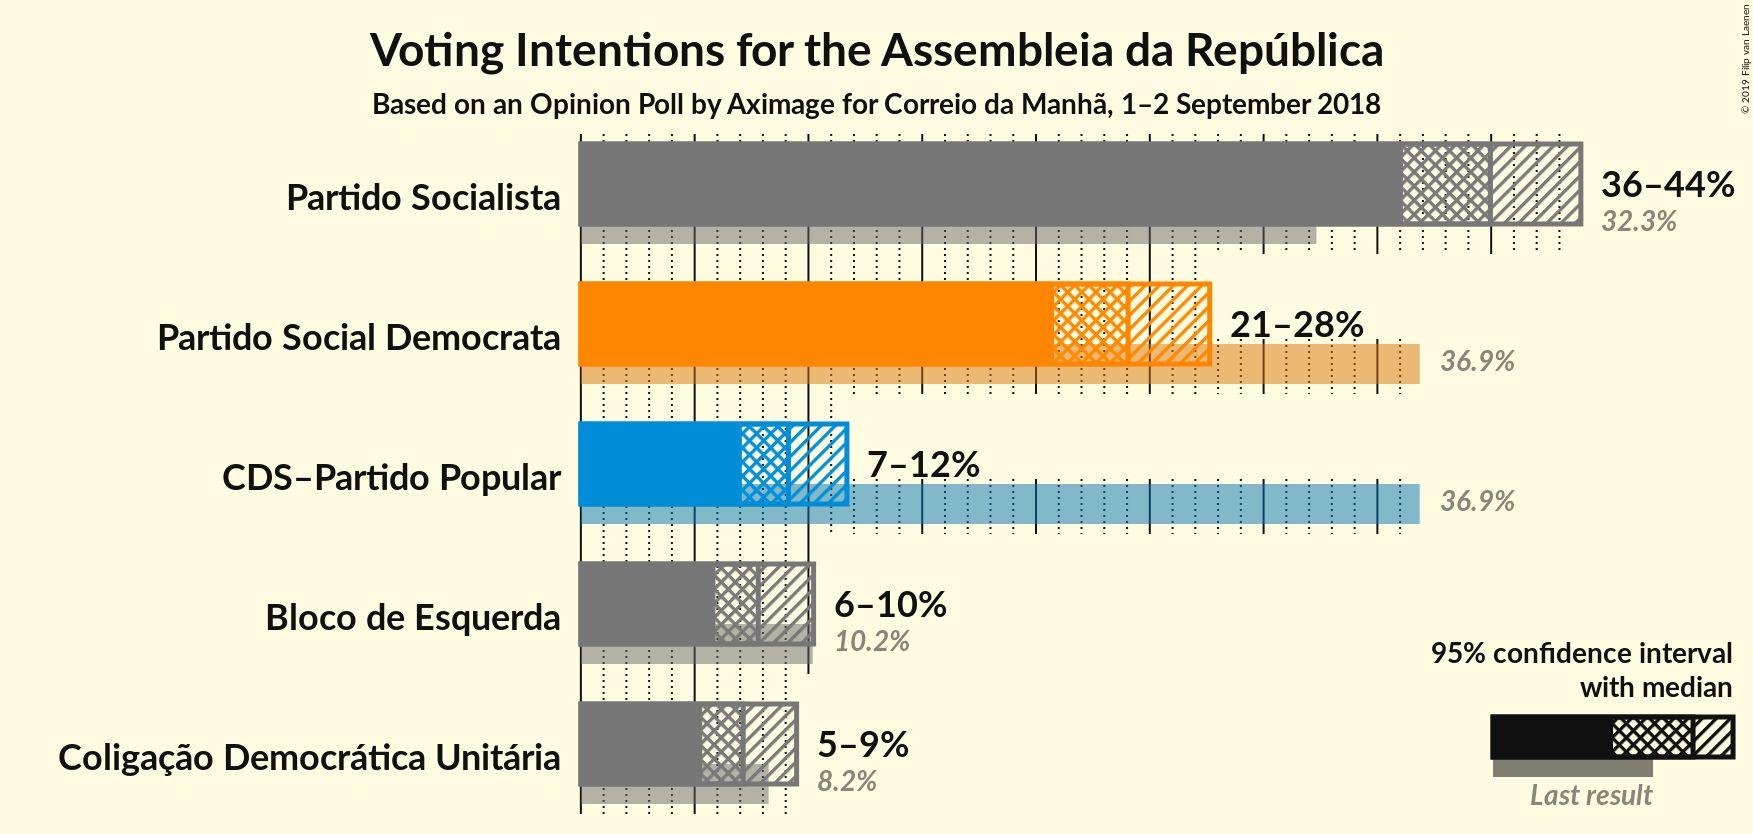 Voting Intentions for the Assembleia da República
Based on an Opinion Poll by Aximage for Correio da Manhã, 1–2 September 2018
© 2019 Filip van Laenen
Partido Socialista
36–44%
32.3%
Partido Social Democrata
21–28%
36.9%
CDS–Partido Popular
7–12%
36.9%
Bloco de Esquerda
6–10%
10.2%
Coligação Democrática Unitária
5–9%
8.2%
95% confidence interval
with median
Last result